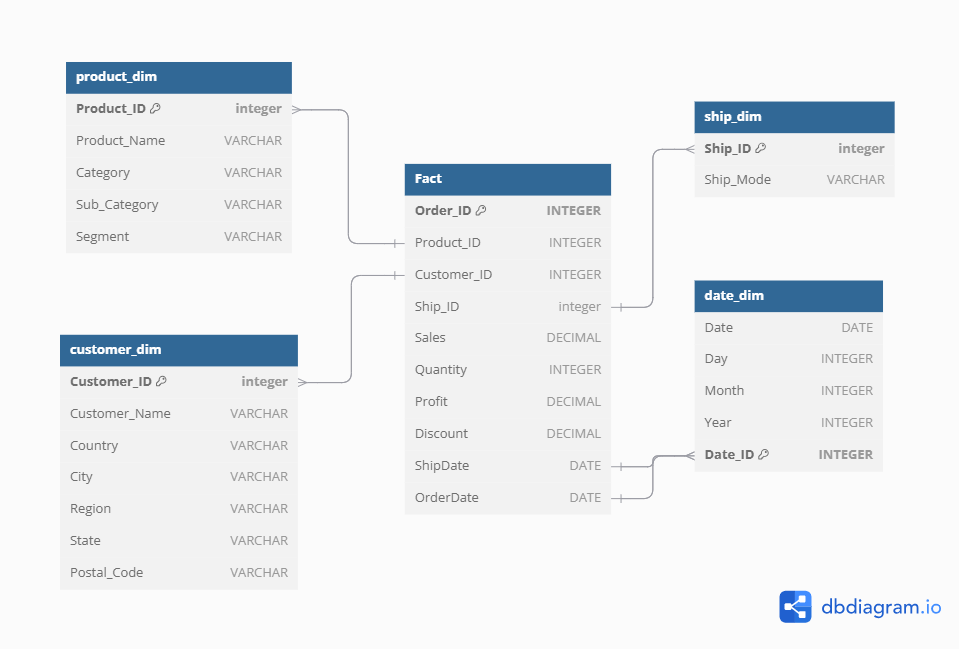 product_dim
Product_ID integer
Product_Name VARCHAR
Category VARCHAR
Sub_Category VARCHAR
Segment VARCHAR
customer_dim
Customer_ID integer
Customer_Name VARCHAR
Country VARCHAR
City VARCHAR
Region VARCHAR
State VARCHAR
Postal_Code VARCHAR
Fact
Order_ID INTEGER
Product_ID INTEGER
Customer_ID INTEGER
Ship_ID integer
Sales DECIMAL
Quantity INTEGER
Profit DECIMAL
Discount DECIMAL
ShipDate DATE
OrderDate DATE
ship_dim
Ship_ID integer
Ship_Mode VARCHAR
date_dim
Date DATE
Day INTEGER
Month INTEGER
Year INTEGER
Date_ID INTEGER
dbdiagram.io